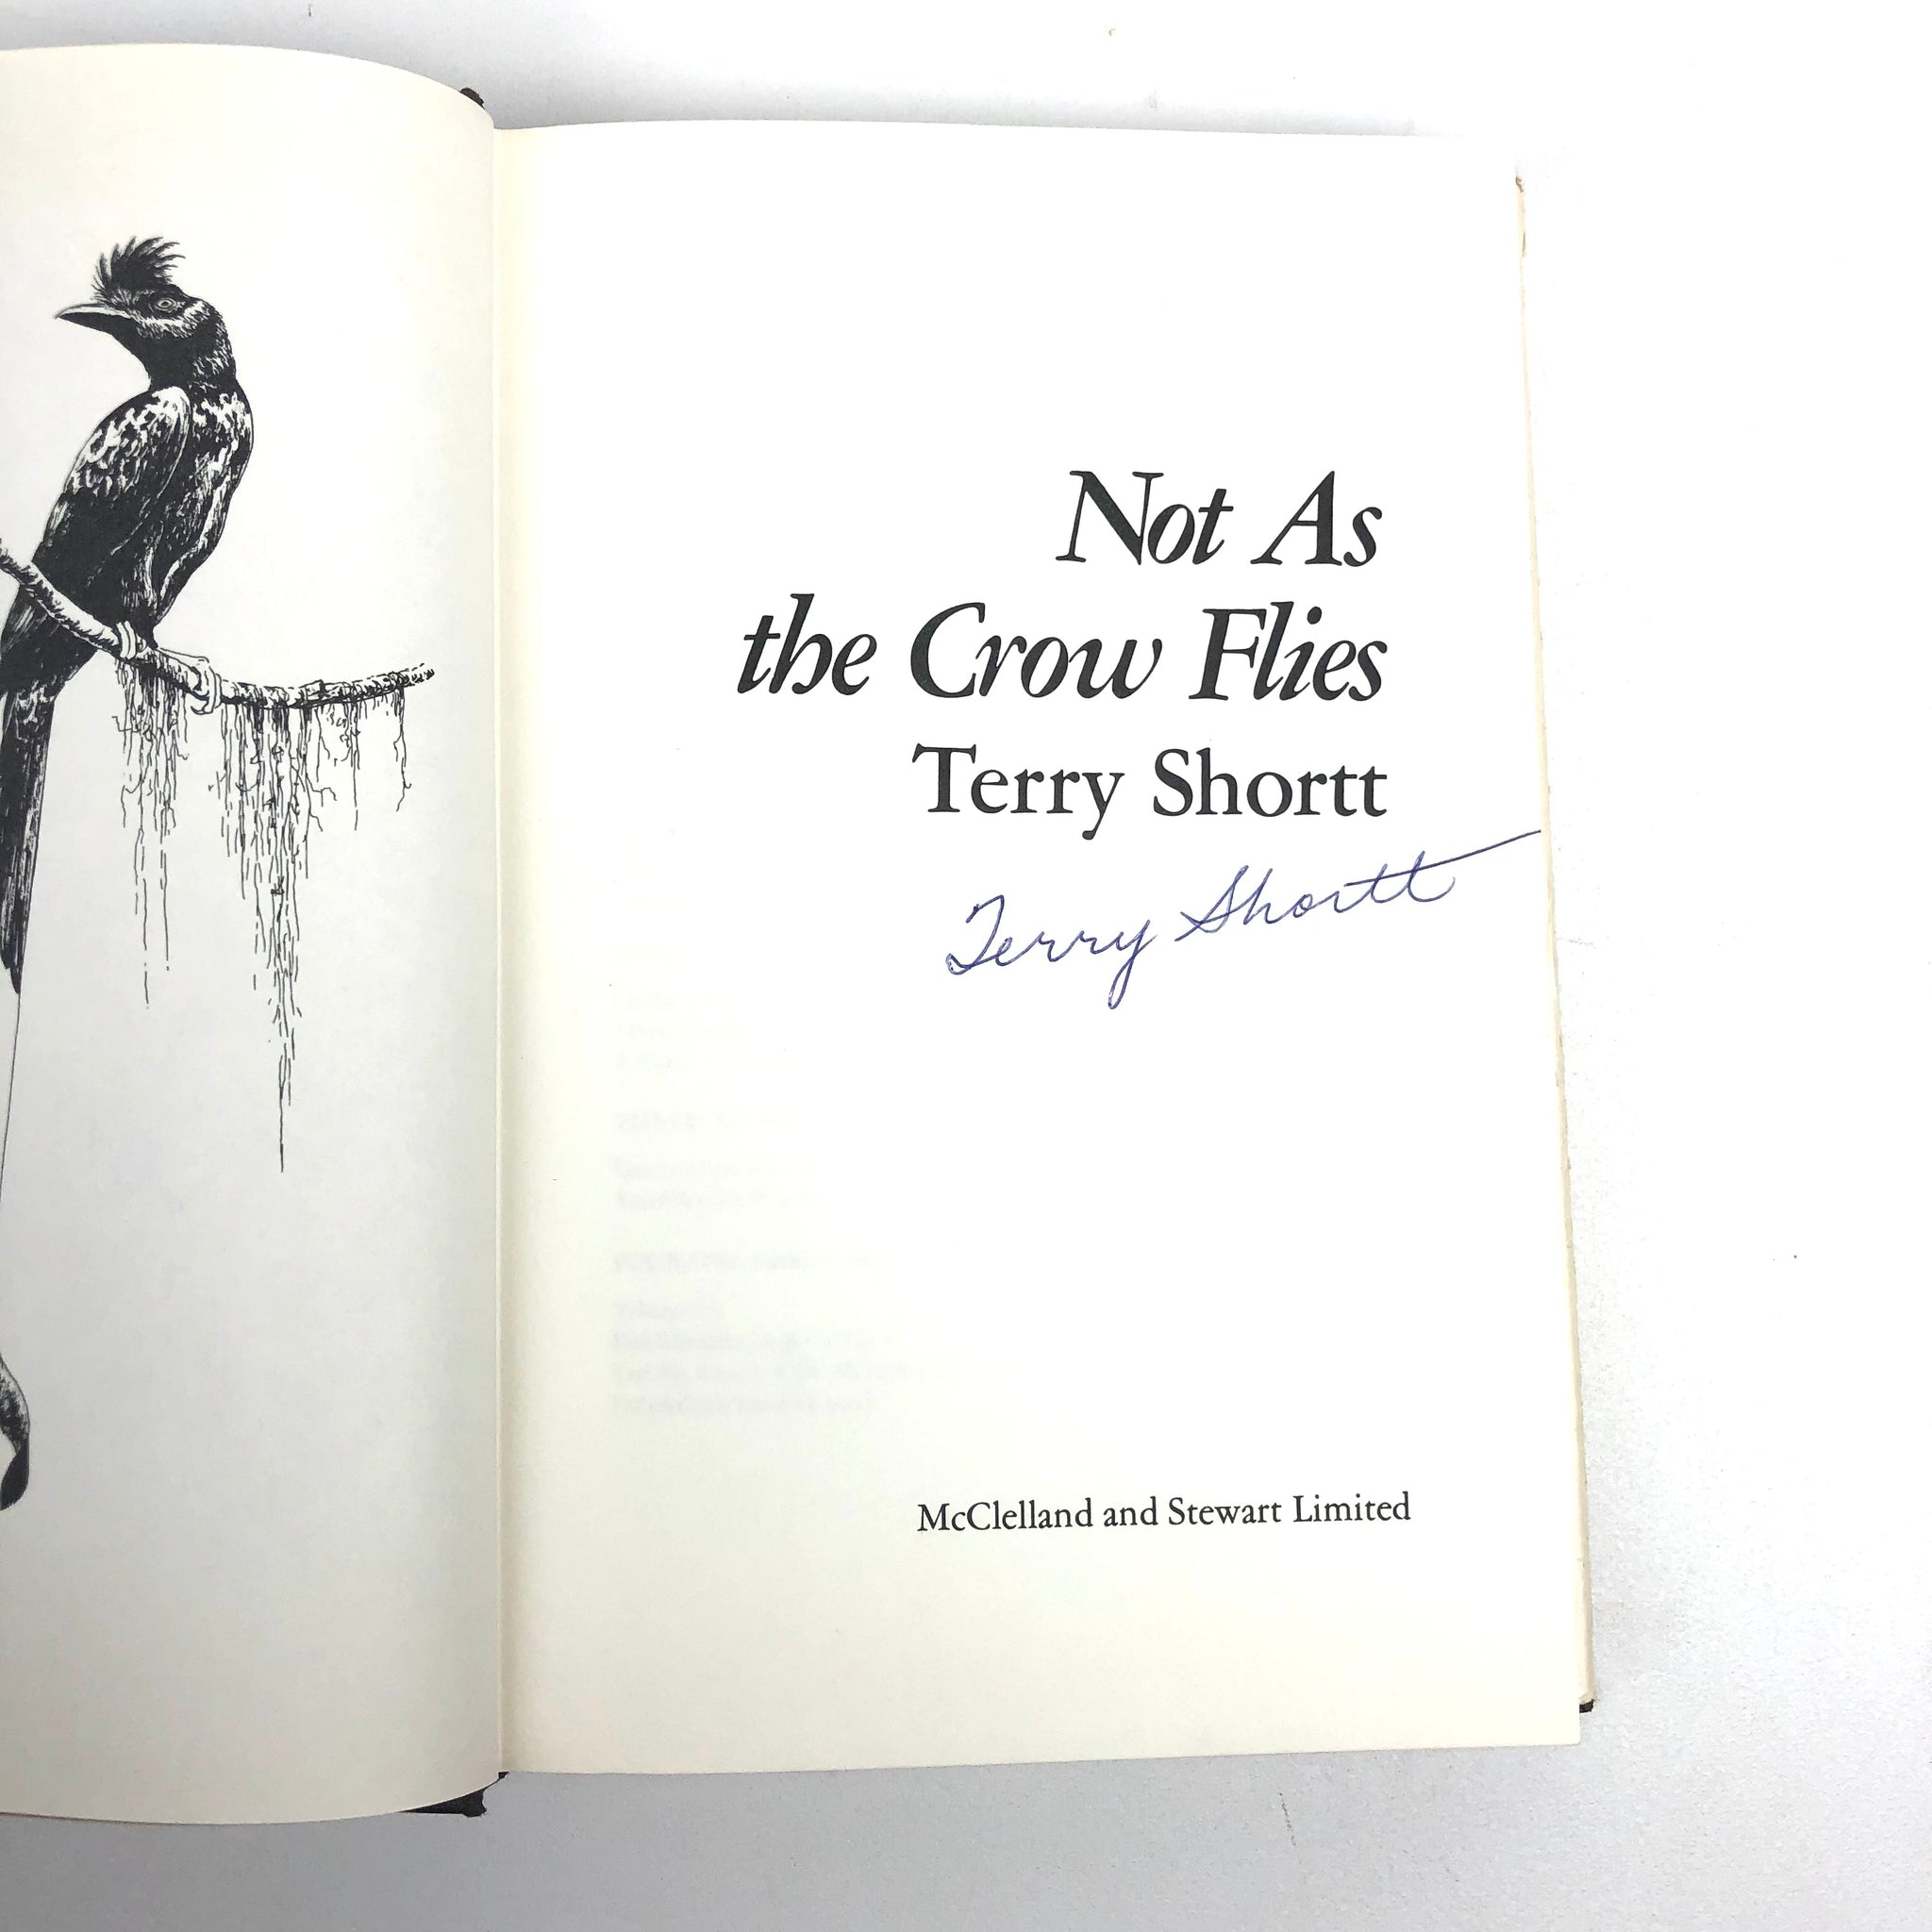 Not As
the Crow Flies
Terry Shortt
Terry Shortt
McClelland and Stewart Limited